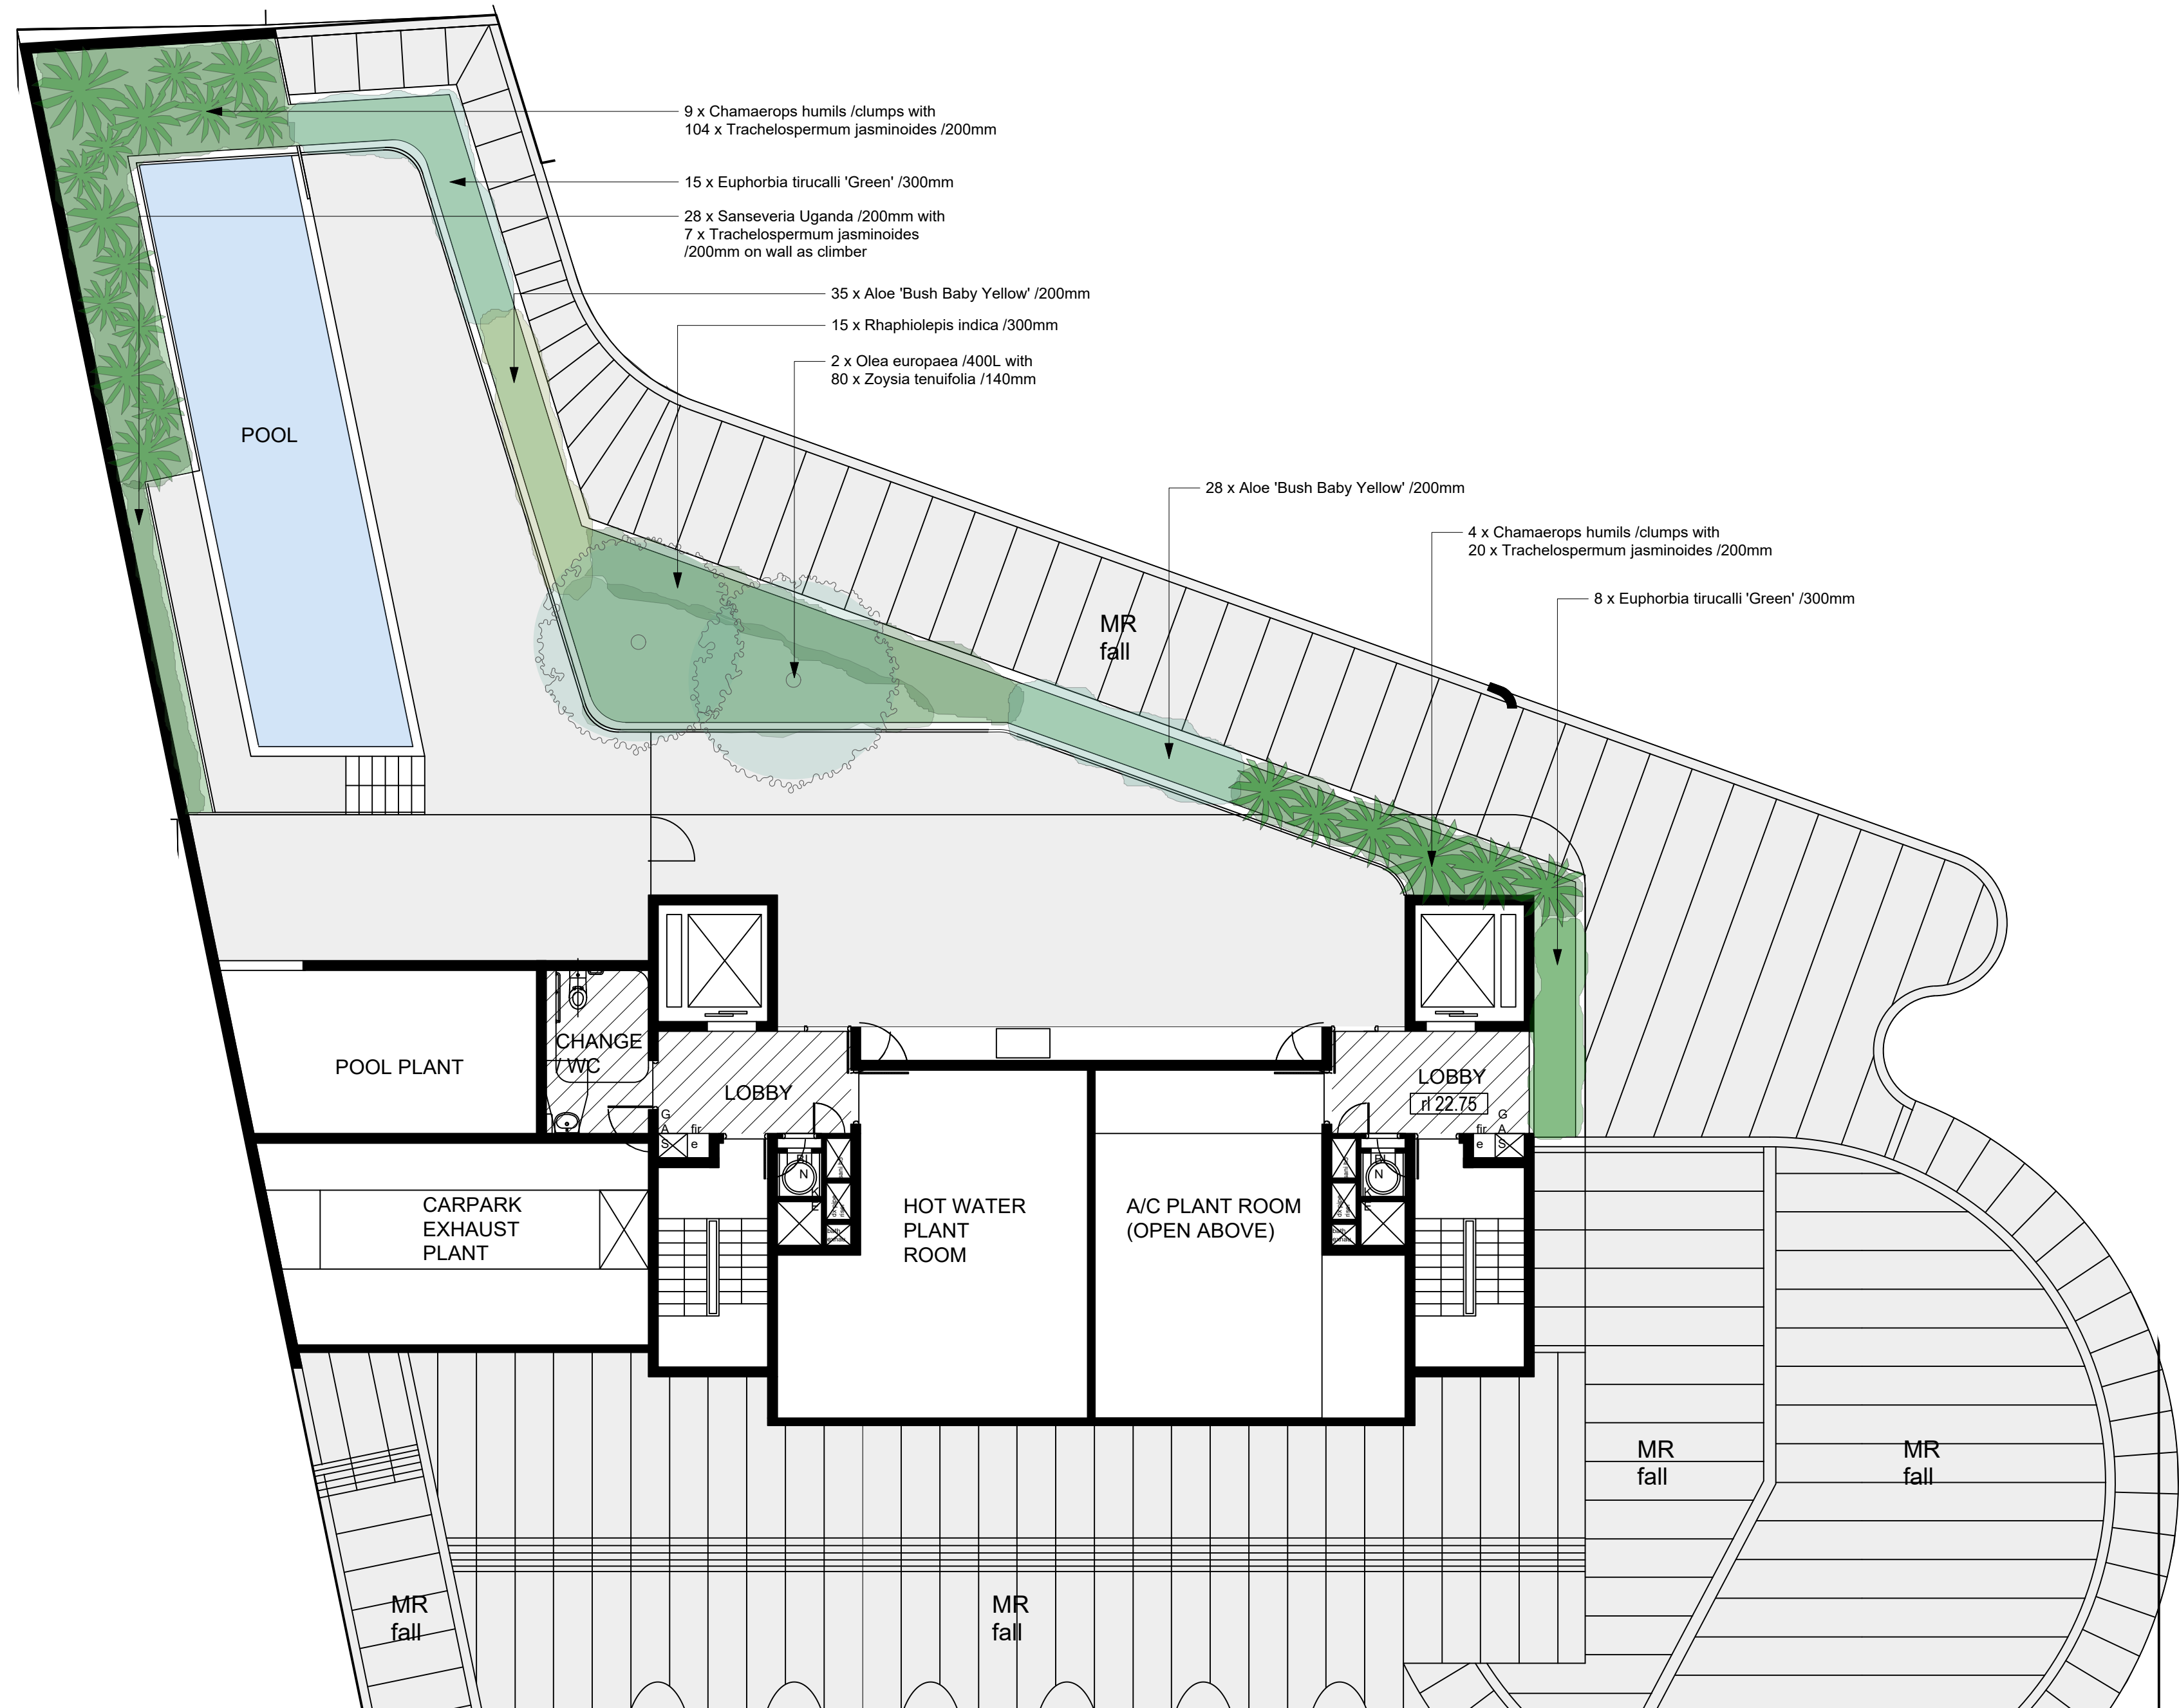 9 x Chamaerops humils /clumps with
104 x Trachelospermum jasminoides /200mm
15 x Euphorbia tirucalli 'Green' /300mm
28 x Sanseveria Uganda /200mm with
7 x Trachelospermum jasminoides
/200mm on wall as climber
35 x Aloe 'Bush Baby Yellow' /200mm
15 x Rhaphiolepis indica /300mm
2 x Olea europaea /400L with
80 x Zoysia tenuifolia /140mm
POOL
28 x Aloe 'Bush Baby Yellow' /200mm
4 x Chamaerops humils /clumps with
20 x Trachelospermum jasminoides /200mm
8 x Euphorbia tirucalli 'Green' /300mm
MR
fall
POOL PLANT
CHANGE
/ WC
LOBBY
LOBBY
rl 22.75
G
A
S
fir
e
fir
e
G
A
S
BI
N
BI
N
CARPARK
EXHAUST
PLANT
HOT WATER
PLANT
ROOM
A/C PLANT ROOM
(OPEN ABOVE)
MR
fall
MR
fall
MR
fall
MR
fall